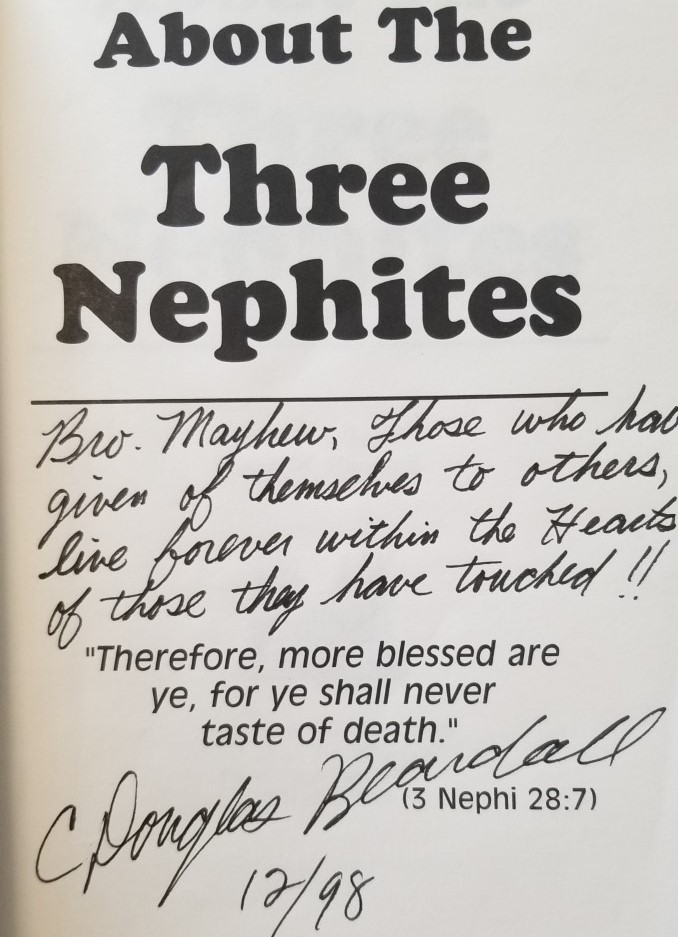 About The
Three
Nephites
Bro. Mayhew, Those who hav
given of themselves to others,
live forever within the Hearts
of those they have touched !!
"Therefore, more blessed are
ye, for ye shall never
taste of death."
C. Douglas Beardall
(3 Nephi 28:7)
12/98